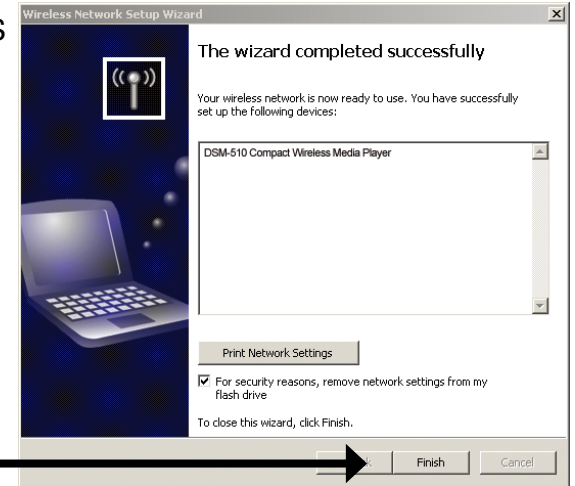 Wireless Network Setup Wizard
The wizard completed successfully
Your wireless network is now ready to use. You have successfully
set up the following devices:
DSM-510 Compact Wireless Media Player
Print Network Settings
For security reasons, remove network settings from my
flash drive
To close this wizard, click Finish.
Finish
Cancel